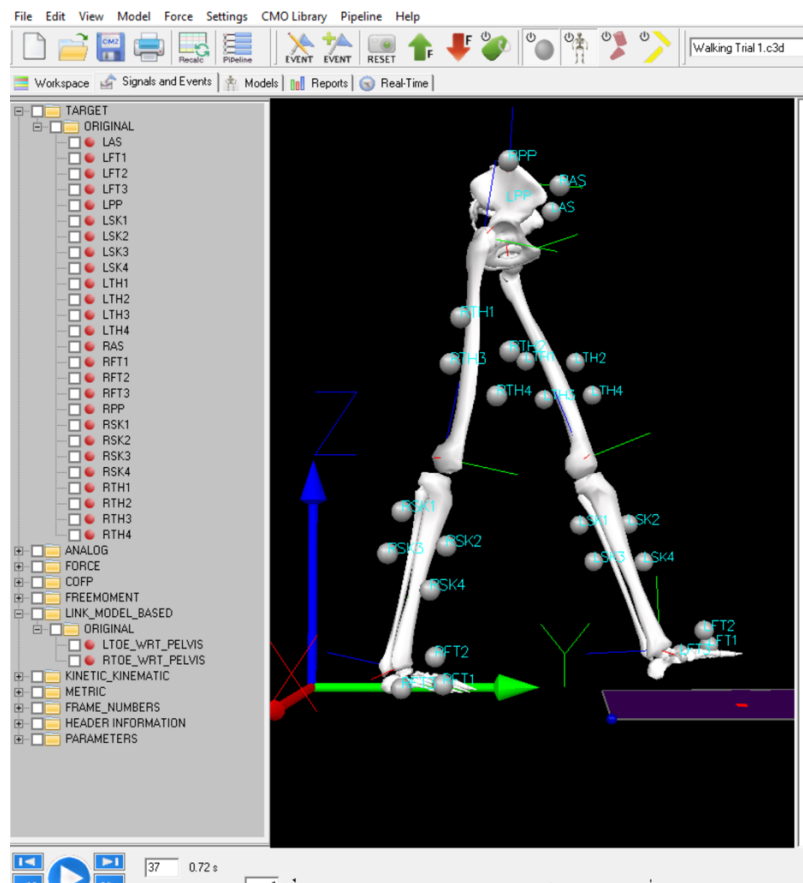 File Edit View Model Force Settings CMO Library Pipeline Help
CMZ Recalc PiPeline EVENT EVENT RESET F F Walking Trial 1.c3d
Workspace Signals and Events Models Reports Real-Time
TARGET
ORIGINAL
LAS
LFT1
LFT2
LFT3
LPP
LSK1
LSK2
LSK3
LSK4
LTH1
LTH2
LTH3
LTH4
RAS
RFT1
RFT2
RFT3
RPP
RSK1
RSK2
RSK3
RSK4
RTH1
RTH2
RTH3
RTH4
ANALOG
FORCE
COFP
FREEMOMENT
LINK_MODEL_BASED
ORIGINAL
LTOE_WRT_PELVIS
RTOE_WRT_PELVIS
KINETIC_KINEMATIC
METRIC
FRAME_NUMBERS
HEADER INFORMATION
PARAMETERS
RPP
RAS
LPP
LAS
RTH1
RTH2
RTH3 LTH1 LTH2
RTH4 LTH3 LTH4
Z
RSK1
LSK1 LSK2
RSK3 RSK2
LSK3 LSK4
RSK4
LFT2
LFT1
LFT3
RFT2
X Y
RFT1
37 0.72 s